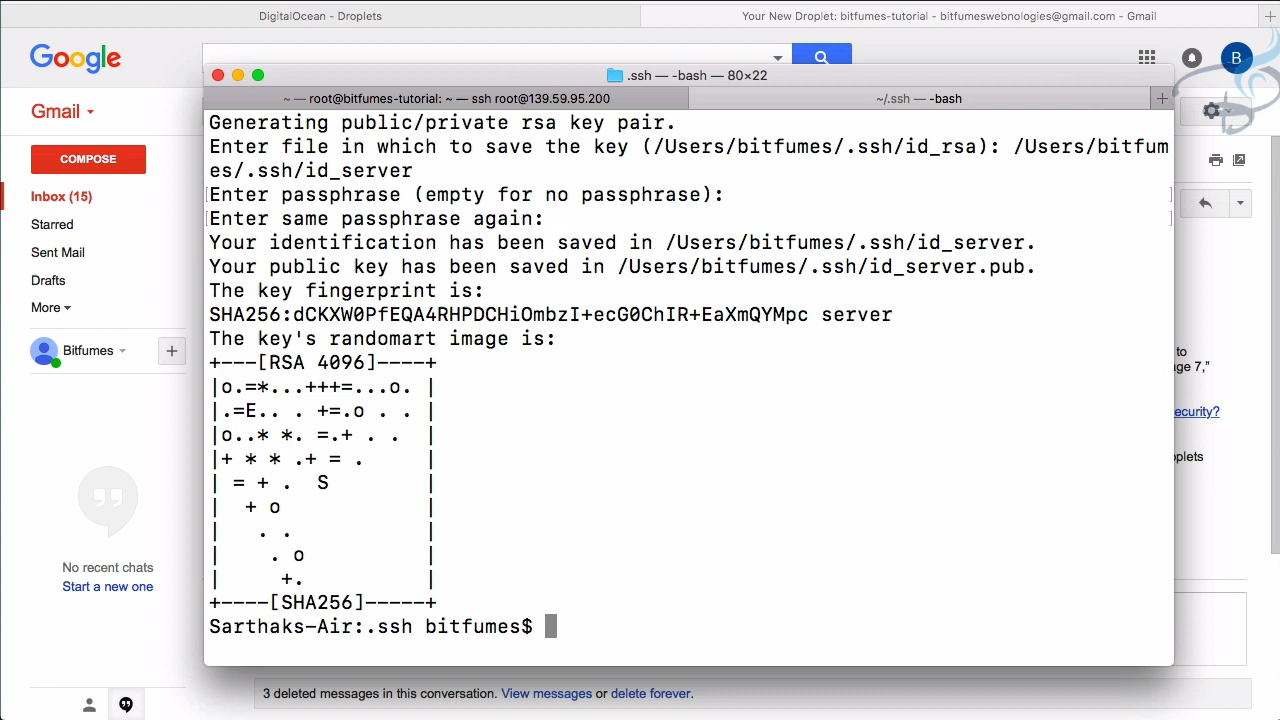 DigitalOcean - Droplets
Your New Droplet: bitfumes-tutorial - bitfumeswebnologies@gmail.com - Gmail
Google
B
Gmail
COMPOSE
Inbox (15)
Starred
Sent Mail
Drafts
More
Bitfumes
No recent chats
Start a new one
.ssh — -bash — 80×22
~ — root@bitfumes-tutorial: ~ — ssh root@139.59.95.200
~/.ssh — -bash
Generating public/private rsa key pair.
Enter file in which to save the key (/Users/bitfumes/.ssh/id_rsa): /Users/bitfum
es/.ssh/id_server
Enter passphrase (empty for no passphrase):
Enter same passphrase again:
Your identification has been saved in /Users/bitfumes/.ssh/id_server.
Your public key has been saved in /Users/bitfumes/.ssh/id_server.pub.
The key fingerprint is:
SHA256:dCKXW0PfEQA4RHPDCHiOmbzI+ecG0ChIR+EaXmQYMpc server
The key's randomart image is:
+---[RSA 4096]----+
|o.=*...+++=...o. |
|.=E.. . +=.o . . |
|o..* *. =.+ . .  |
|+ * * .+ = .     |
| = + .  S        |
|  + o            |
|   . .           |
|    . o          |
|     +.          |
+----[SHA256]-----+
Sarthaks-Air:.ssh bitfumes$
to
ge 7,”
ecurity?
plets
3 deleted messages in this conversation. View messages or delete forever.